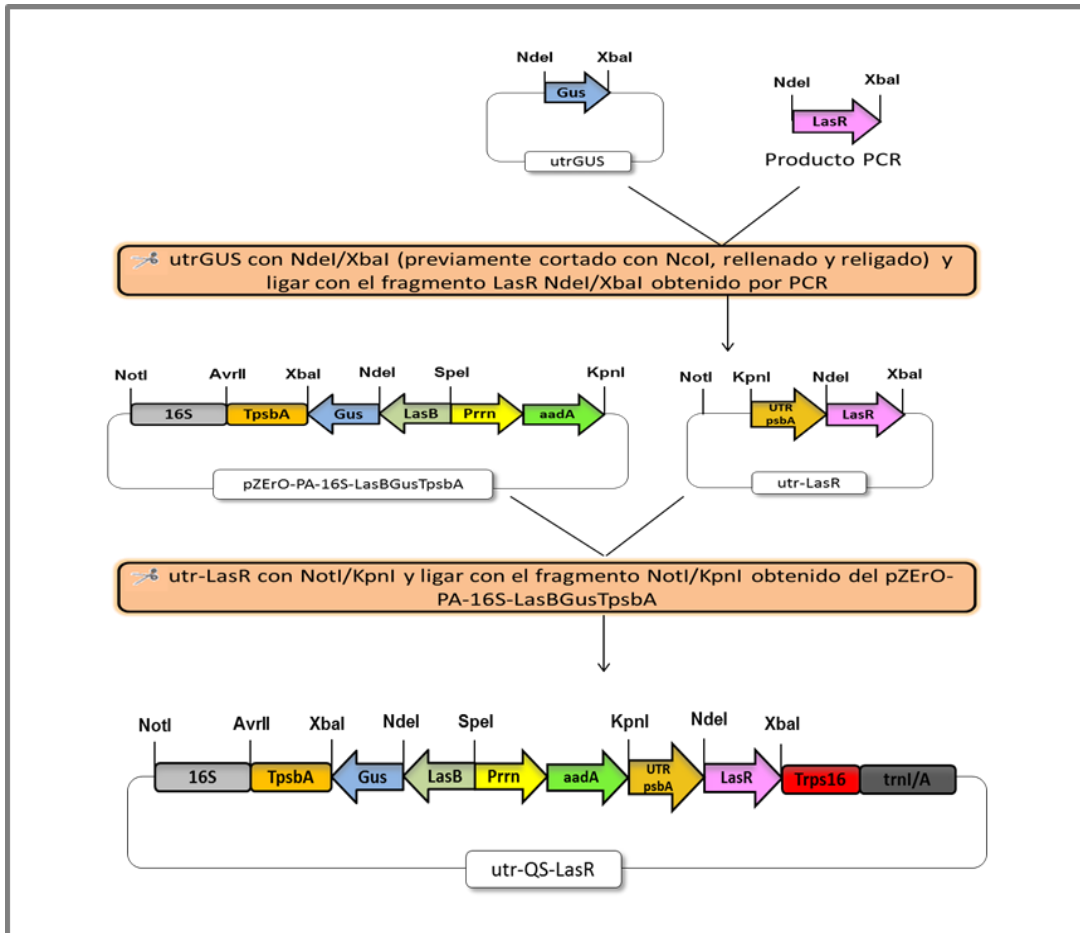 NdeI XbaI
Gus
utrGUS
NdeI XbaI
LasR
Producto PCR
utrGUS con NdeI/XbaI (previamente cortado con NcoI, rellenado y religado) y
ligar con el fragmento LasR NdeI/XbaI obtenido por PCR
NotI AvrII XbaI NdeI SpeI KpnI
16S TpsbA Gus LasB Prrn aadA
pZErO-PA-16S-LasBGusTpsbA
NotI KpnI NdeI XbaI
UTR
psbA LasR
utr-LasR
utr-LasR con NotI/KpnI y ligar con el fragmento NotI/KpnI obtenido del pZErO-
PA-16S-LasBGusTpsbA
NotI AvrII XbaI NdeI SpeI KpnI NdeI XbaI
16S TpsbA Gus LasB Prrn aadA UTR
psbA LasR Trps16 trnI/A
utr-QS-LasR